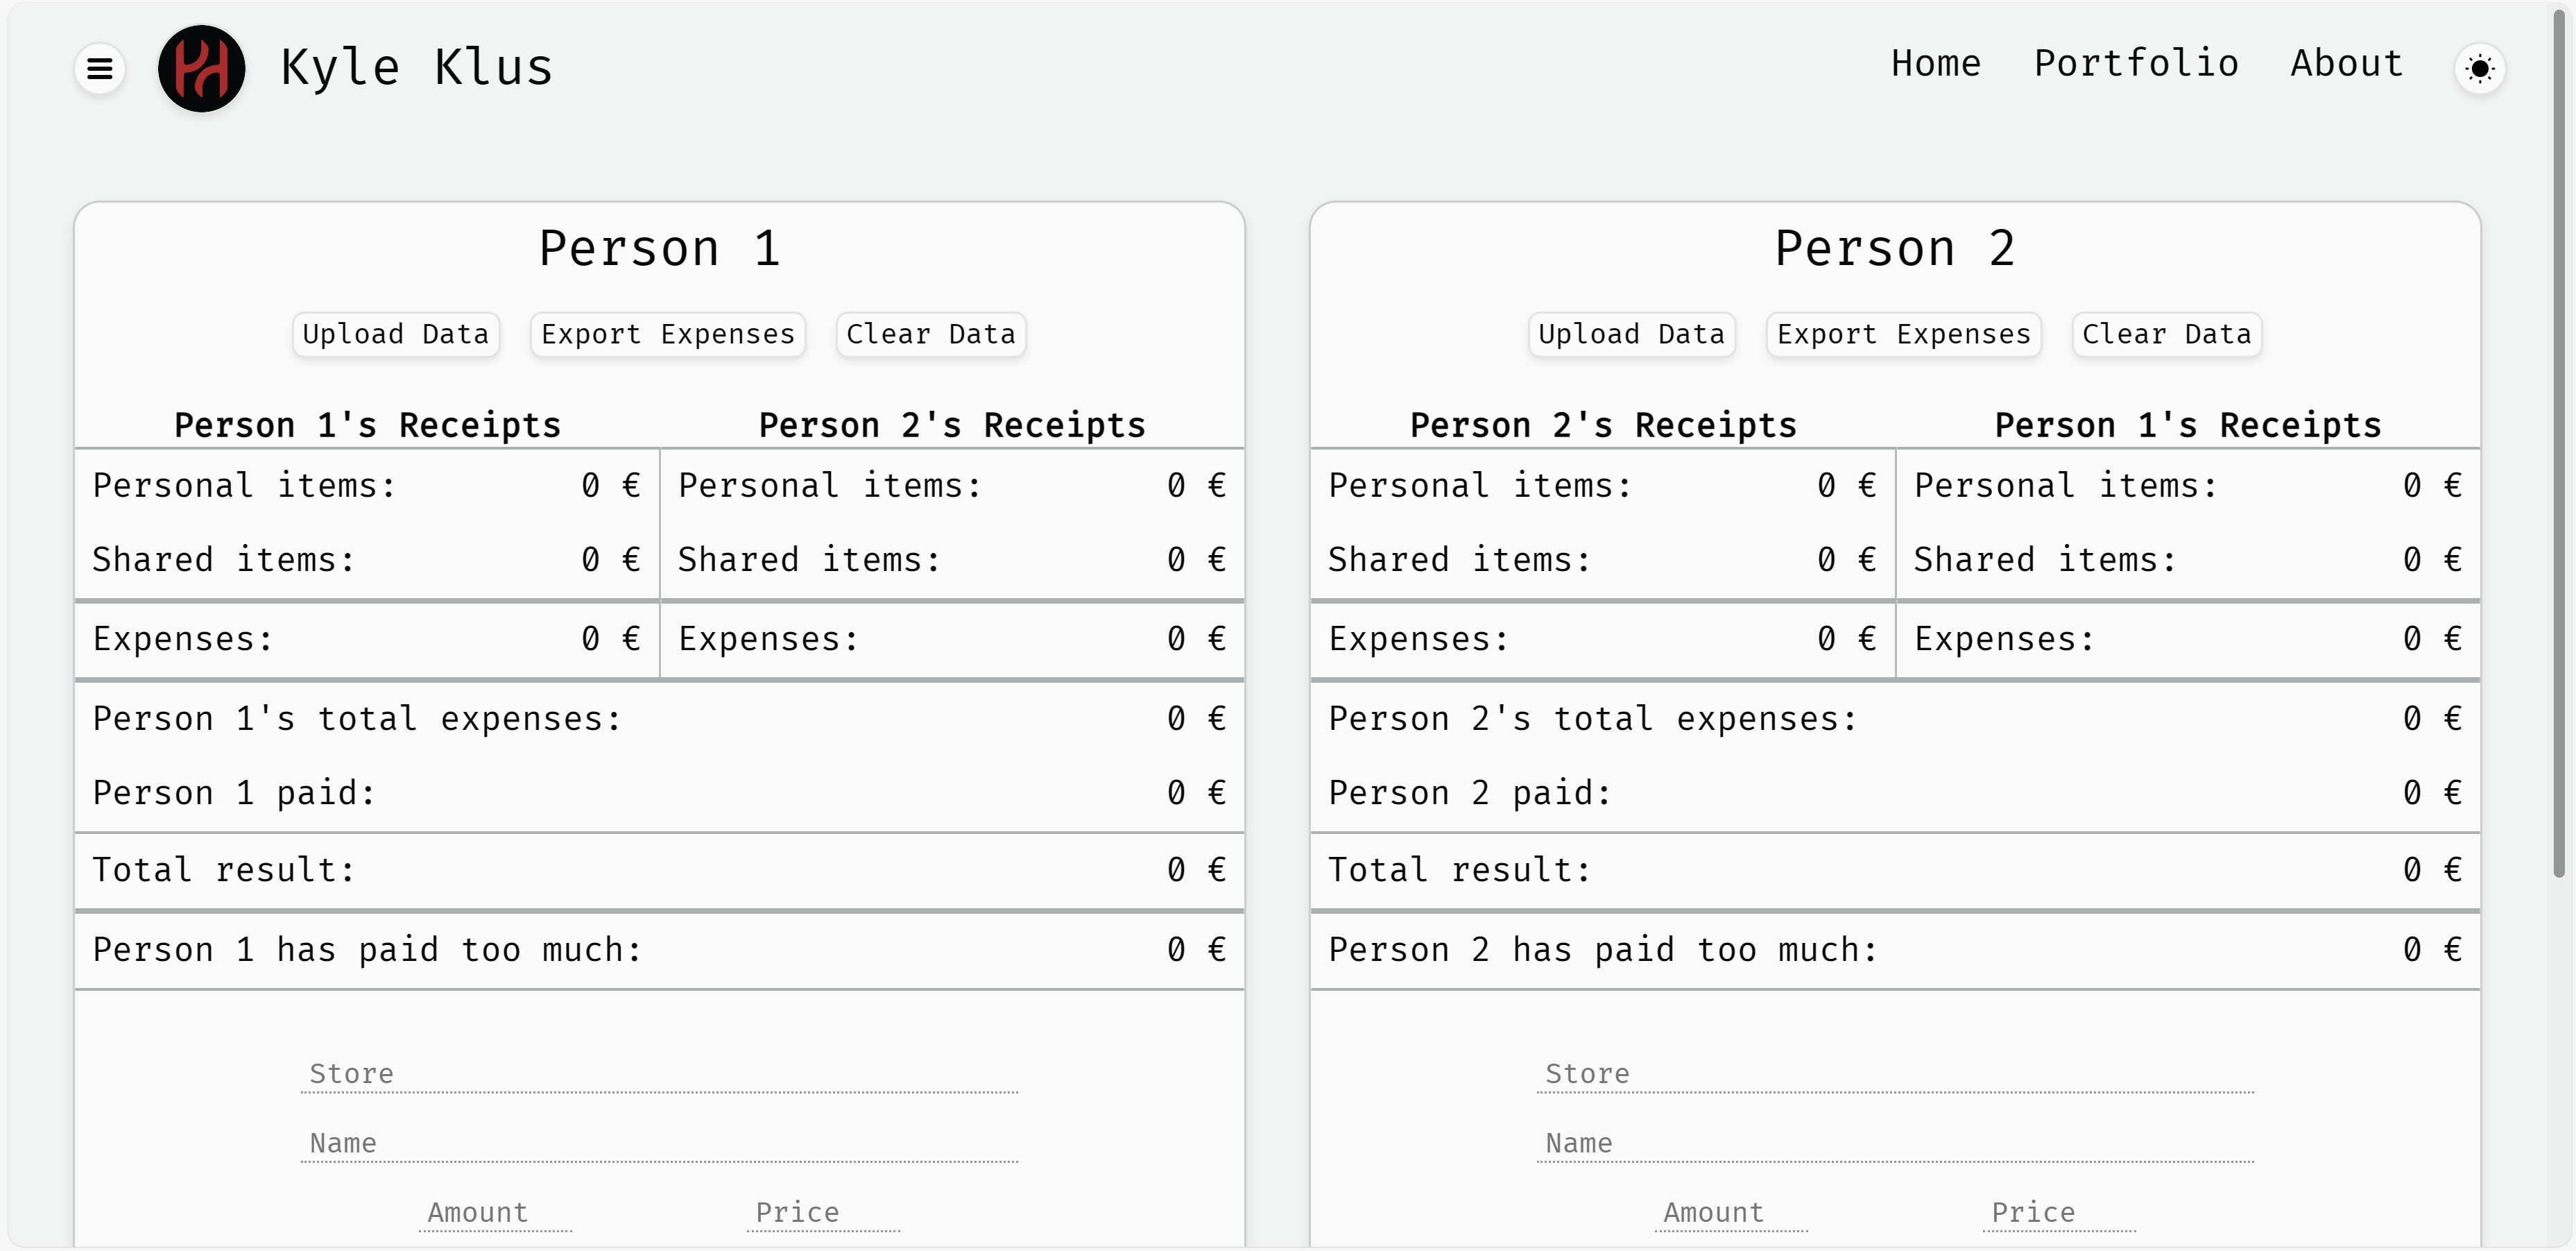 Kyle Klus
Home Portfolio About
Person 1
Upload Data Export Expenses Clear Data
Person 1's Receipts Person 2's Receipts
Personal items: 0 € Personal items: 0 €
Shared items: 0 € Shared items: 0 €
Expenses: 0 € Expenses: 0 €
Person 1's total expenses: 0 €
Person 1 paid: 0 €
Total result: 0 €
Person 1 has paid too much: 0 €
Store
Name
Amount Price
Person 2
Upload Data Export Expenses Clear Data
Person 2's Receipts Person 1's Receipts
Personal items: 0 € Personal items: 0 €
Shared items: 0 € Shared items: 0 €
Expenses: 0 € Expenses: 0 €
Person 2's total expenses: 0 €
Person 2 paid: 0 €
Total result: 0 €
Person 2 has paid too much: 0 €
Store
Name
Amount Price